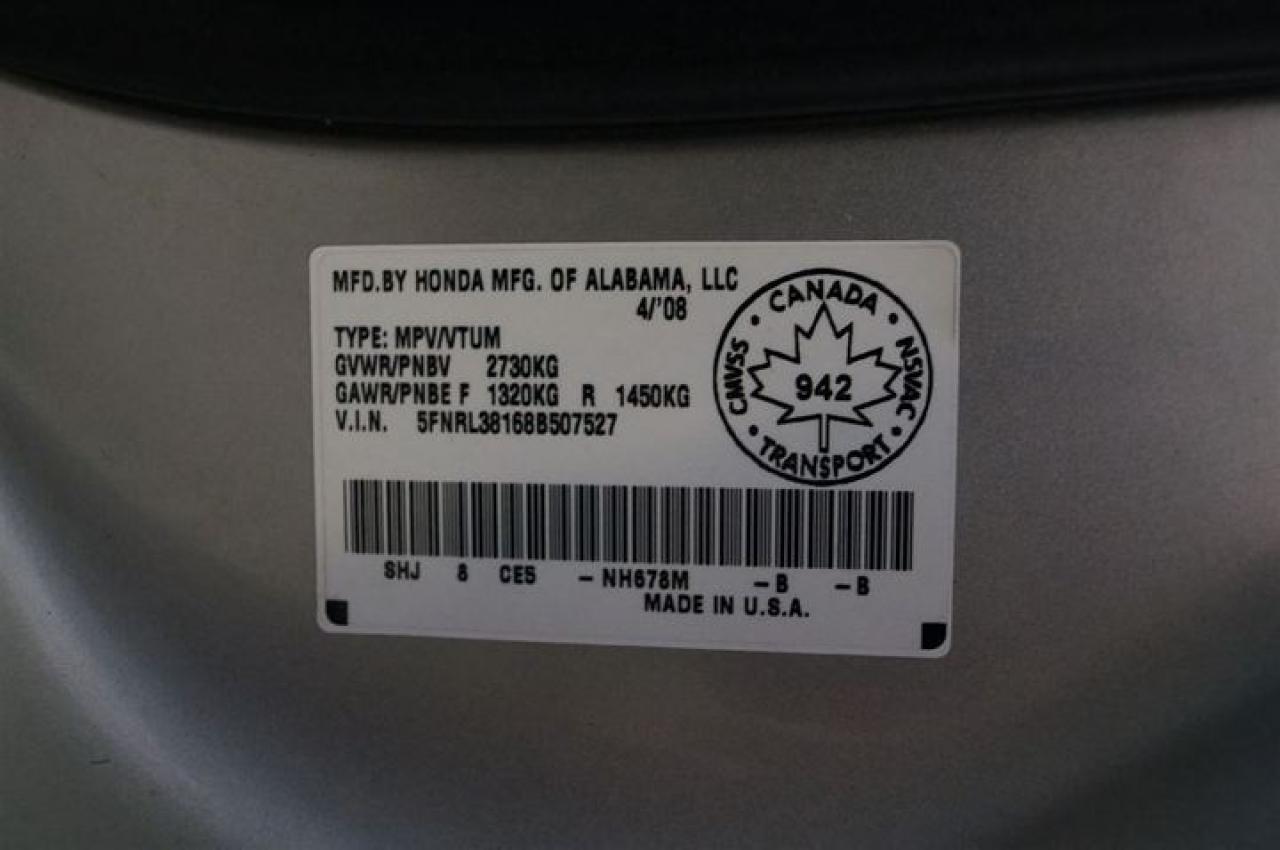 MFD.BY HONDA MFG. OF ALABAMA, LLC
4/'08
TYPE: MPV/VTUM
GVWR/PNBV 2730KG
GAWR/PNBE F 1320KG R 1450KG
V.I.N. 5FNRL38168B507527
CANADA
CMVSS
NSVAC
942
TRANSPORT
SHJ 8 CE5 - NH678M - B - B
MADE IN U.S.A.